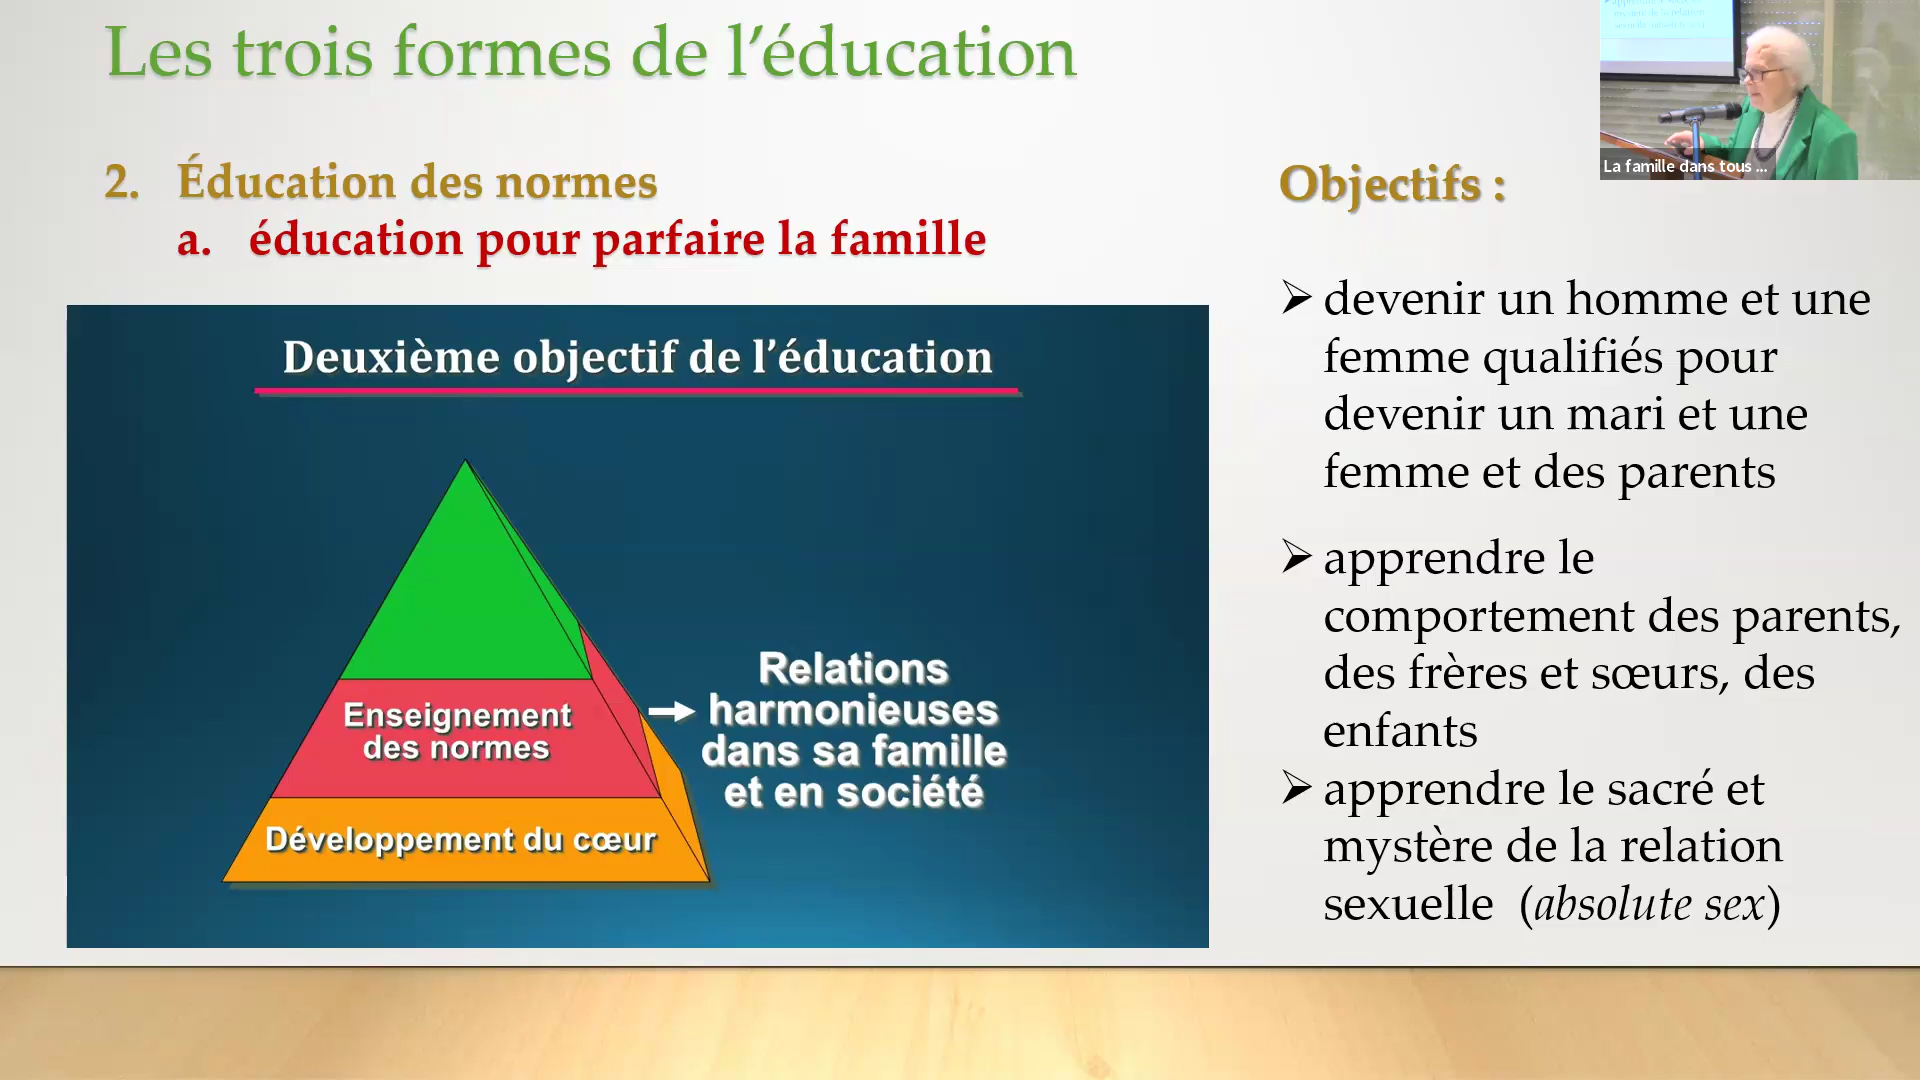 Les trois formes de l’éducation
2. Éducation des normes
a. éducation pour parfaire la famille
Deuxième objectif de l’éducation
Enseignement
des normes
Développement du cœur
Relations
harmonieuses
dans sa famille
et en société
Objectifs :
devenir un homme et une
femme qualifiés pour
devenir un mari et une
femme et des parents
apprendre le
comportement des parents,
des frères et sœurs, des
enfants
apprendre le sacré et
mystère de la relation
sexuelle (absolute sex)
La famille dans tous ...